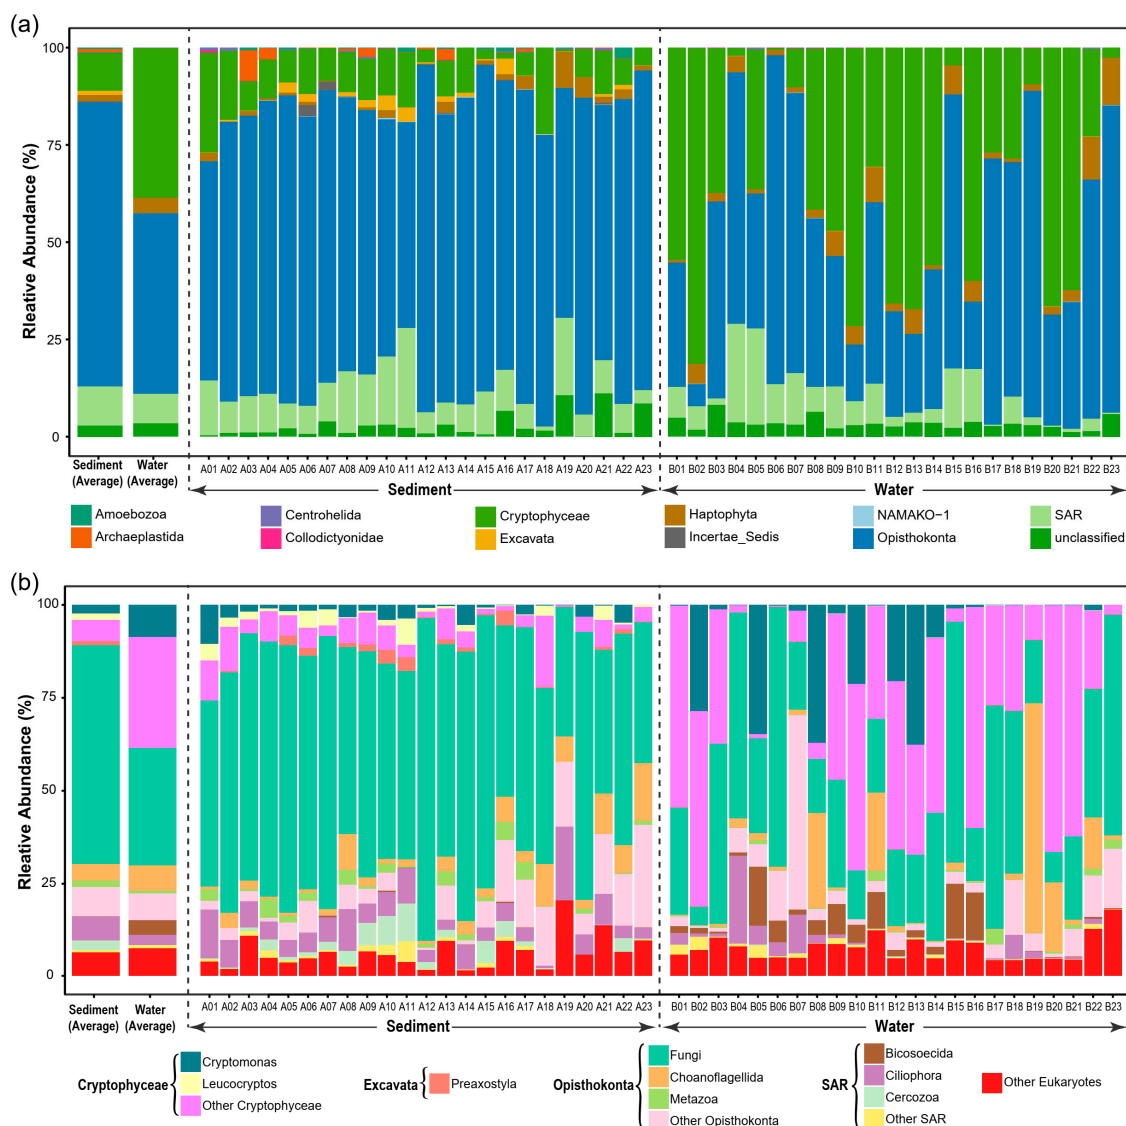 (a)
Rleative Abundance (%)
100
75
50
25
0
Sediment
(Average)
Water
(Average)
A01 A02 A03 A04 A05 A06 A07 A08 A09 A10 A11 A12 A13 A14 A15 A16 A17 A18 A19 A20 A21 A22 A23
B01 B02 B03 B04 B05 B06 B07 B08 B09 B10 B11 B12 B13 B14 B15 B16 B17 B18 B19 B20 B21 B22 B23
Sediment
Water
Amoebozoa
Centrohelida
Cryptophyceae
Haptophyta
NAMAKO-1
SAR
Archaeplastida
Collodictyonidae
Excavata
Incertae_Sedis
Opisthokonta
unclassified
(b)
Rleative Abundance (%)
100
75
50
25
0
Sediment
(Average)
Water
(Average)
A01 A02 A03 A04 A05 A06 A07 A08 A09 A10 A11 A12 A13 A14 A15 A16 A17 A18 A19 A20 A21 A22 A23
B01 B02 B03 B04 B05 B06 B07 B08 B09 B10 B11 B12 B13 B14 B15 B16 B17 B18 B19 B20 B21 B22 B23
Sediment
Water
Cryptophyceae
Cryptomonas
Leucocryptos
Other Cryptophyceae
Excavata
Preaxostyla
Opisthokonta
Fungi
Choanoflagellida
Metazoa
Other Opisthokonta
SAR
Bicosoecida
Ciliophora
Cercozoa
Other SAR
Other Eukaryotes